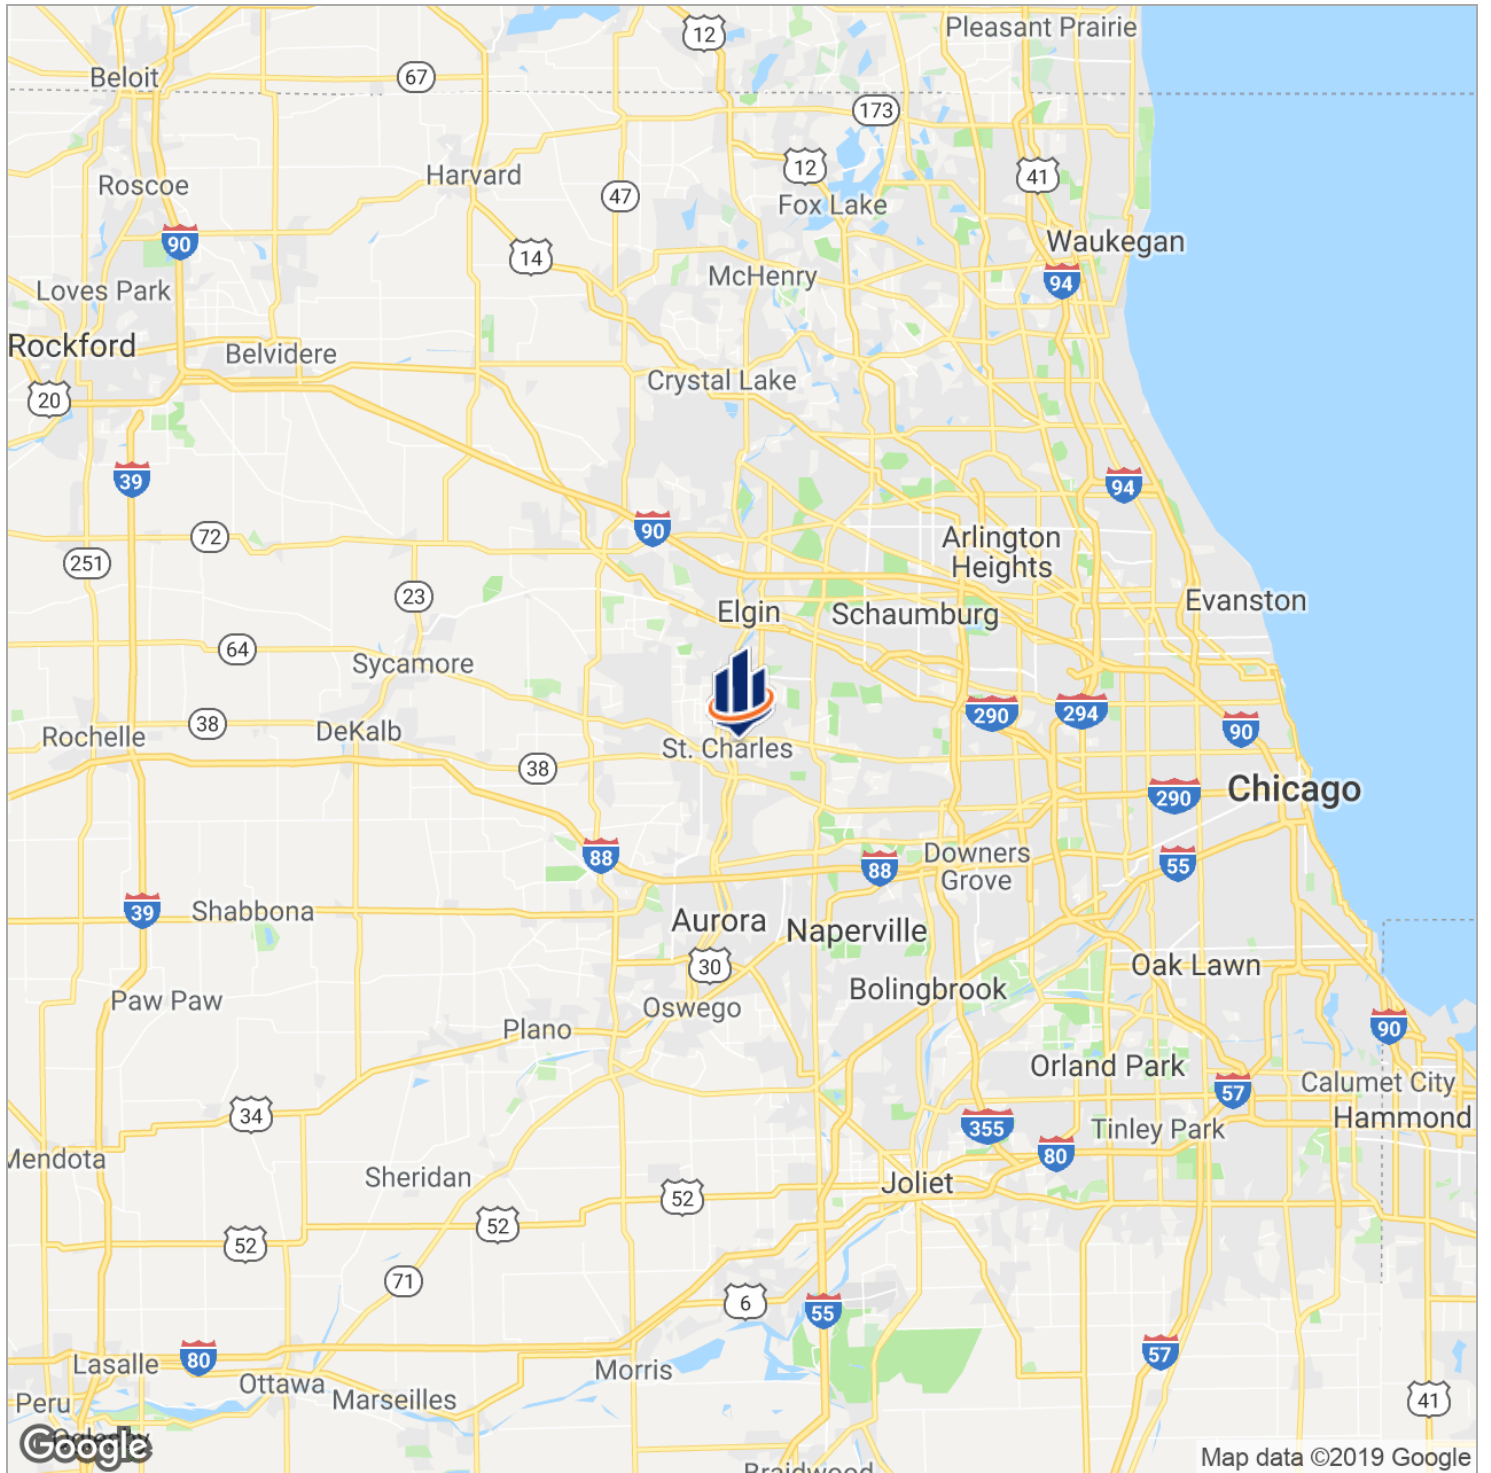 12
Pleasant Prairie
Beloit
67
173
Harvard
12
41
Roscoe
47
Fox Lake
90
14
Waukegan
McHenry
94
Loves Park
Rockford
Belvidere
Crystal Lake
20
39
94
90
72
Arlington
Heights
251
23
Evanston
Elgin
Schaumburg
64
Sycamore
290
294
38
DeKalb
90
Rochelle
St. Charles
38
Chicago
290
88
88
Downers
Grove
55
39
Shabbona
Aurora
Naperville
30
Oak Lawn
Bolingbrook
Paw Paw
Oswego
Plano
90
Orland Park
57
Calumet City
34
Hammond
355
Tinley Park
80
Mendota
Sheridan
Joliet
52
52
52
71
6
55
80
Lasalle
57
Morris
Ottawa
Marseilles
41
Peru
Google
Map data ©2019 Google
Braidwood